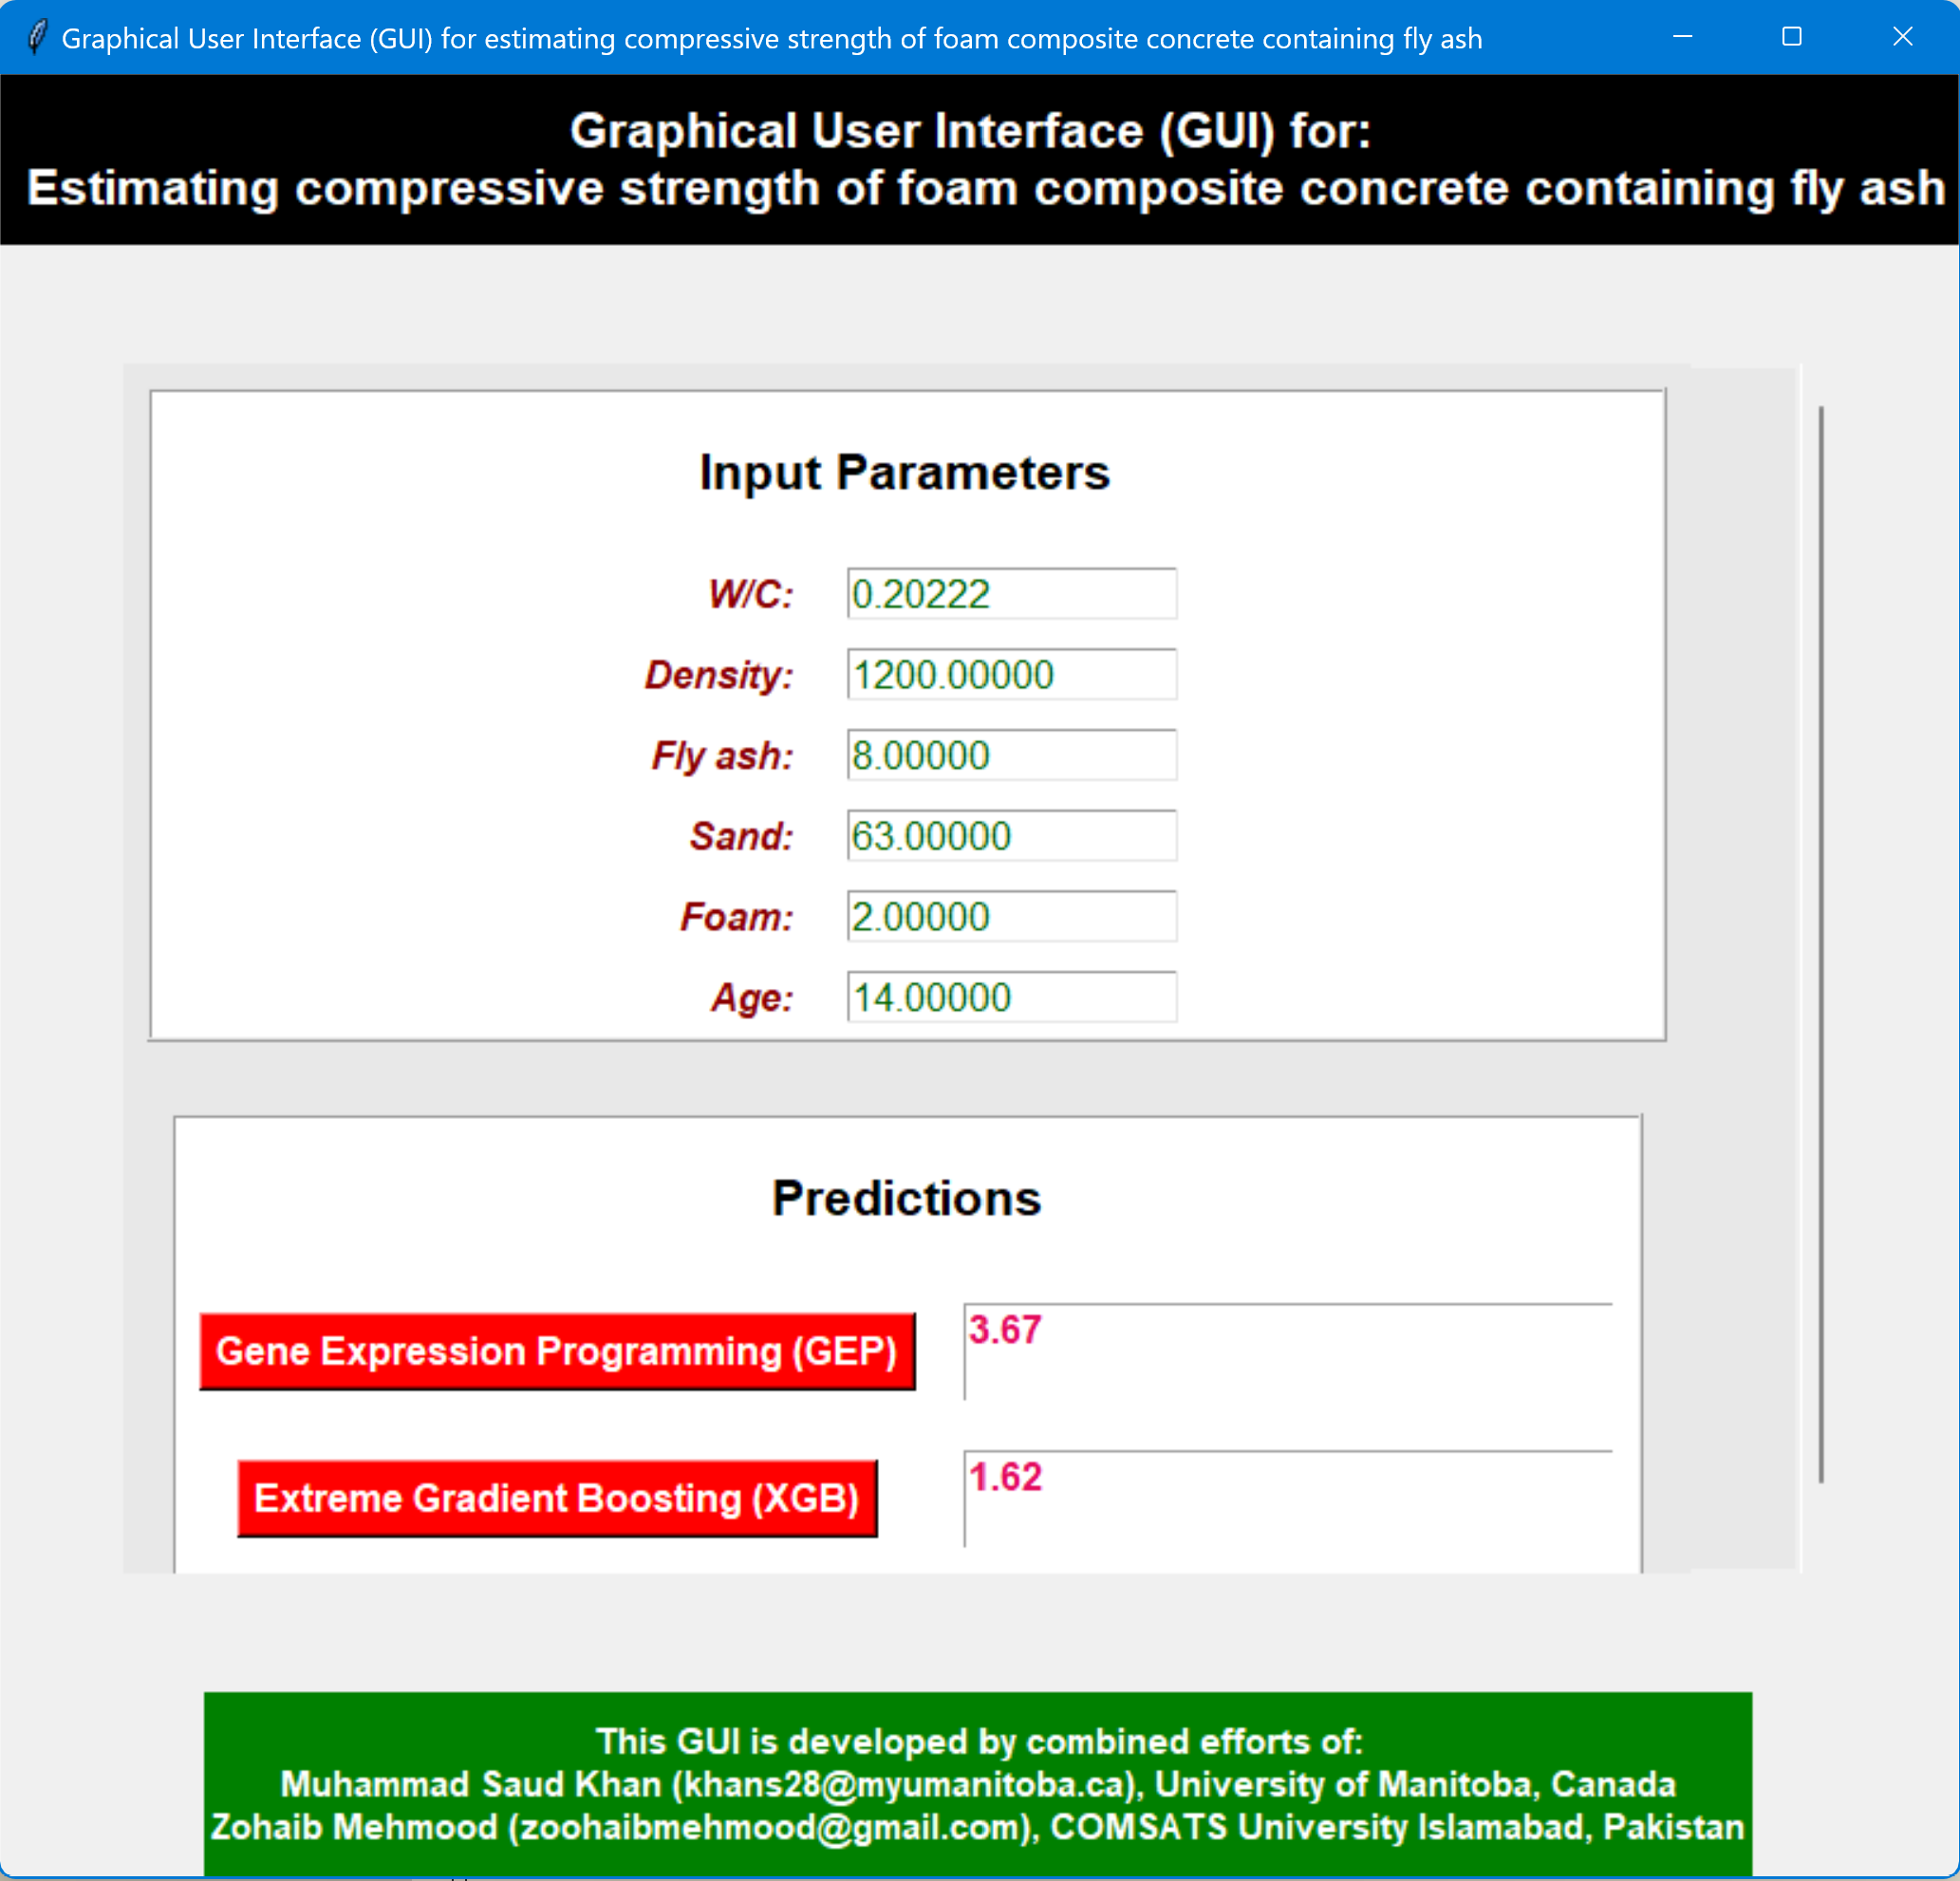 Graphical User Interface (GUI) for estimating compressive strength of foam composite concrete containing fly ash
Graphical User Interface (GUI) for:
Estimating compressive strength of foam composite concrete containing fly ash
Input Parameters
W/C: 0.20222
Density: 1200.00000
Fly ash: 8.00000
Sand: 63.00000
Foam: 2.00000
Age: 14.00000
Predictions
Gene Expression Programming (GEP) 3.67
Extreme Gradient Boosting (XGB) 1.62
This GUI is developed by combined efforts of:
Muhammad Saud Khan (khans28@myumanitoba.ca), University of Manitoba, Canada
Zohaib Mehmood (zoohaibmehmood@gmail.com), COMSATS University Islamabad, Pakistan